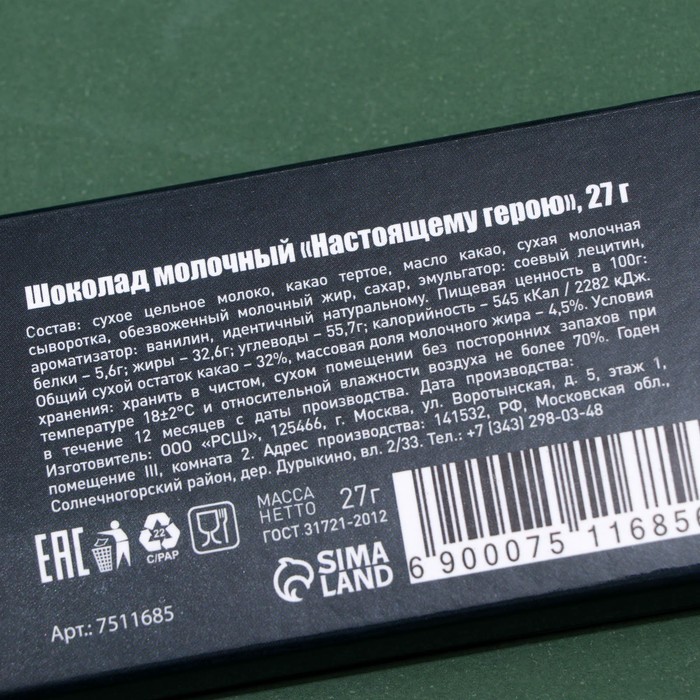 Шоколад молочный «Настоящему герою», 27 г
Состав: сухое цельное молоко, какао тертое, масло какао, сухая молочная
сыворотка, обезвоженный молочный жир, сахар, эмульгатор: соевый лецитин,
ароматизатор: ванилин, идентичный натуральному. Пищевая ценность в 100г:
белки – 5,6г; жиры – 32,6г; углеводы – 55,7г; калорийность – 545 кКал / 2282 кДж.
Общий сухой остаток какао – 32%, массовая доля молочного жира – 4,5%. Условия
хранения: хранить в чистом, сухом помещении без посторонних запахов при
температуре 18±2°С и относительной влажности воздуха не более 70%. Годен
в течение 12 месяцев с даты производства. Дата производства:
Изготовитель: ООО «РСШ», 125466, г. Москва, ул. Воротынская, д. 5, этаж 1,
помещение III, комната 2. Адрес производства: 141532, РФ, Московская обл.,
Солнечногорский район, дер. Дурыкино, вл. 2/33. Тел.: +7 (343) 298-03-48
EAC
22
C/PAP
МАССА
НЕТТО 27г
ГОСТ 31721-2012
SIMA
LAND
6 900075 116856
Арт.: 7511685